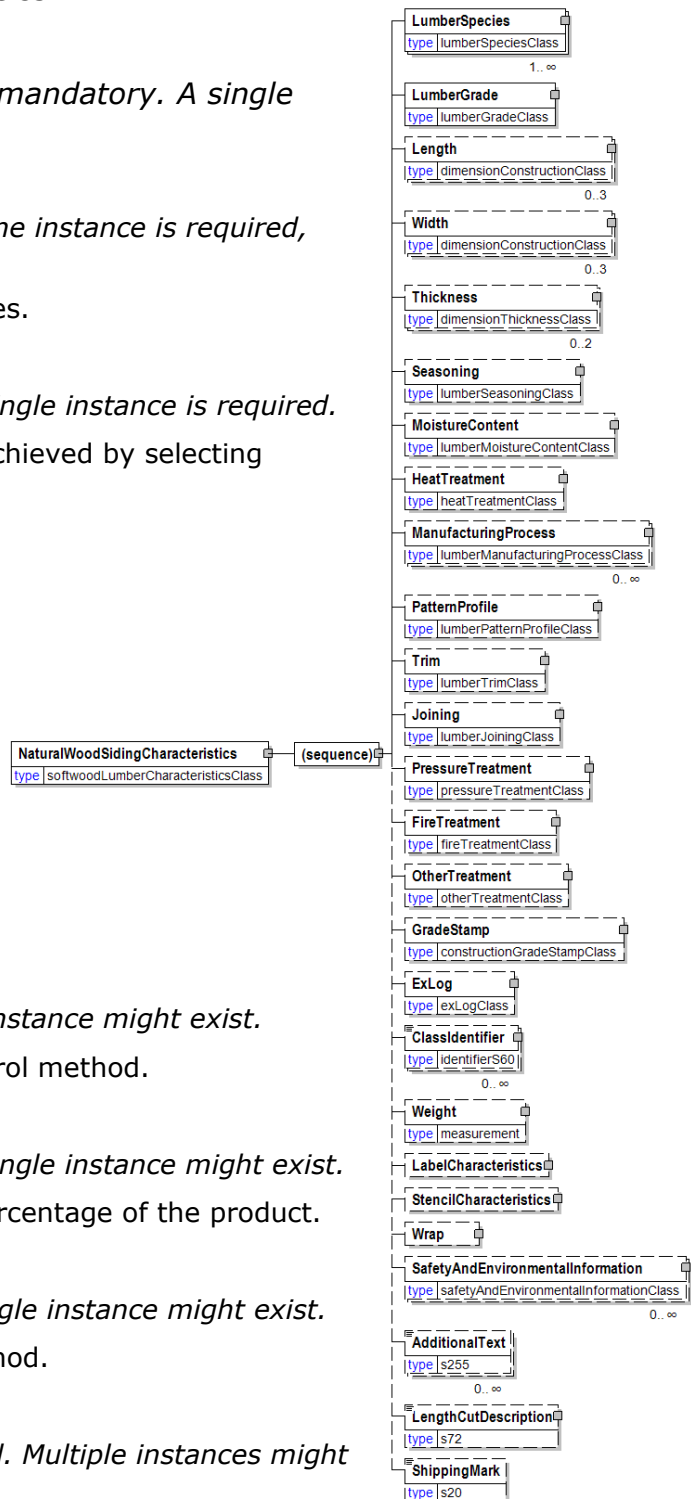 mandatory. A single
ne instance is required,
es.
ngle instance is required.
chieved by selecting
nstance might exist.
rol method.
ngle instance might exist.
rcentage of the product.
gle instance might exist.
nod.
l. Multiple instances might
NaturalWoodSidingCharacteristics
type softwoodLumberCharacteristicsClass
(sequence)
LumberSpecies
type lumberSpeciesClass
1..∞
LumberGrade
type lumberGradeClass
Length
type dimensionConstructionClass
0..3
Width
type dimensionConstructionClass
0..3
Thickness
type dimensionThicknessClass
0..2
Seasoning
type lumberSeasoningClass
MoistureContent
type lumberMoistureContentClass
HeatTreatment
type heatTreatmentClass
ManufacturingProcess
type lumberManufacturingProcessClass
0..∞
PatternProfile
type lumberPatternProfileClass
Trim
type lumberTrimClass
Joining
type lumberJoiningClass
PressureTreatment
type pressureTreatmentClass
FireTreatment
type fireTreatmentClass
OtherTreatment
type otherTreatmentClass
GradeStamp
type constructionGradeStampClass
ExLog
type exLogClass
ClassIdentifier
type identifierS60
0..∞
Weight
type measurement
LabelCharacteristics
StencilCharacteristics
Wrap
SafetyAndEnvironmentalInformation
type safetyAndEnvironmentalInformationClass
0..∞
AdditionalText
type s255
0..∞
LengthCutDescription
type s72
ShippingMark
type s20